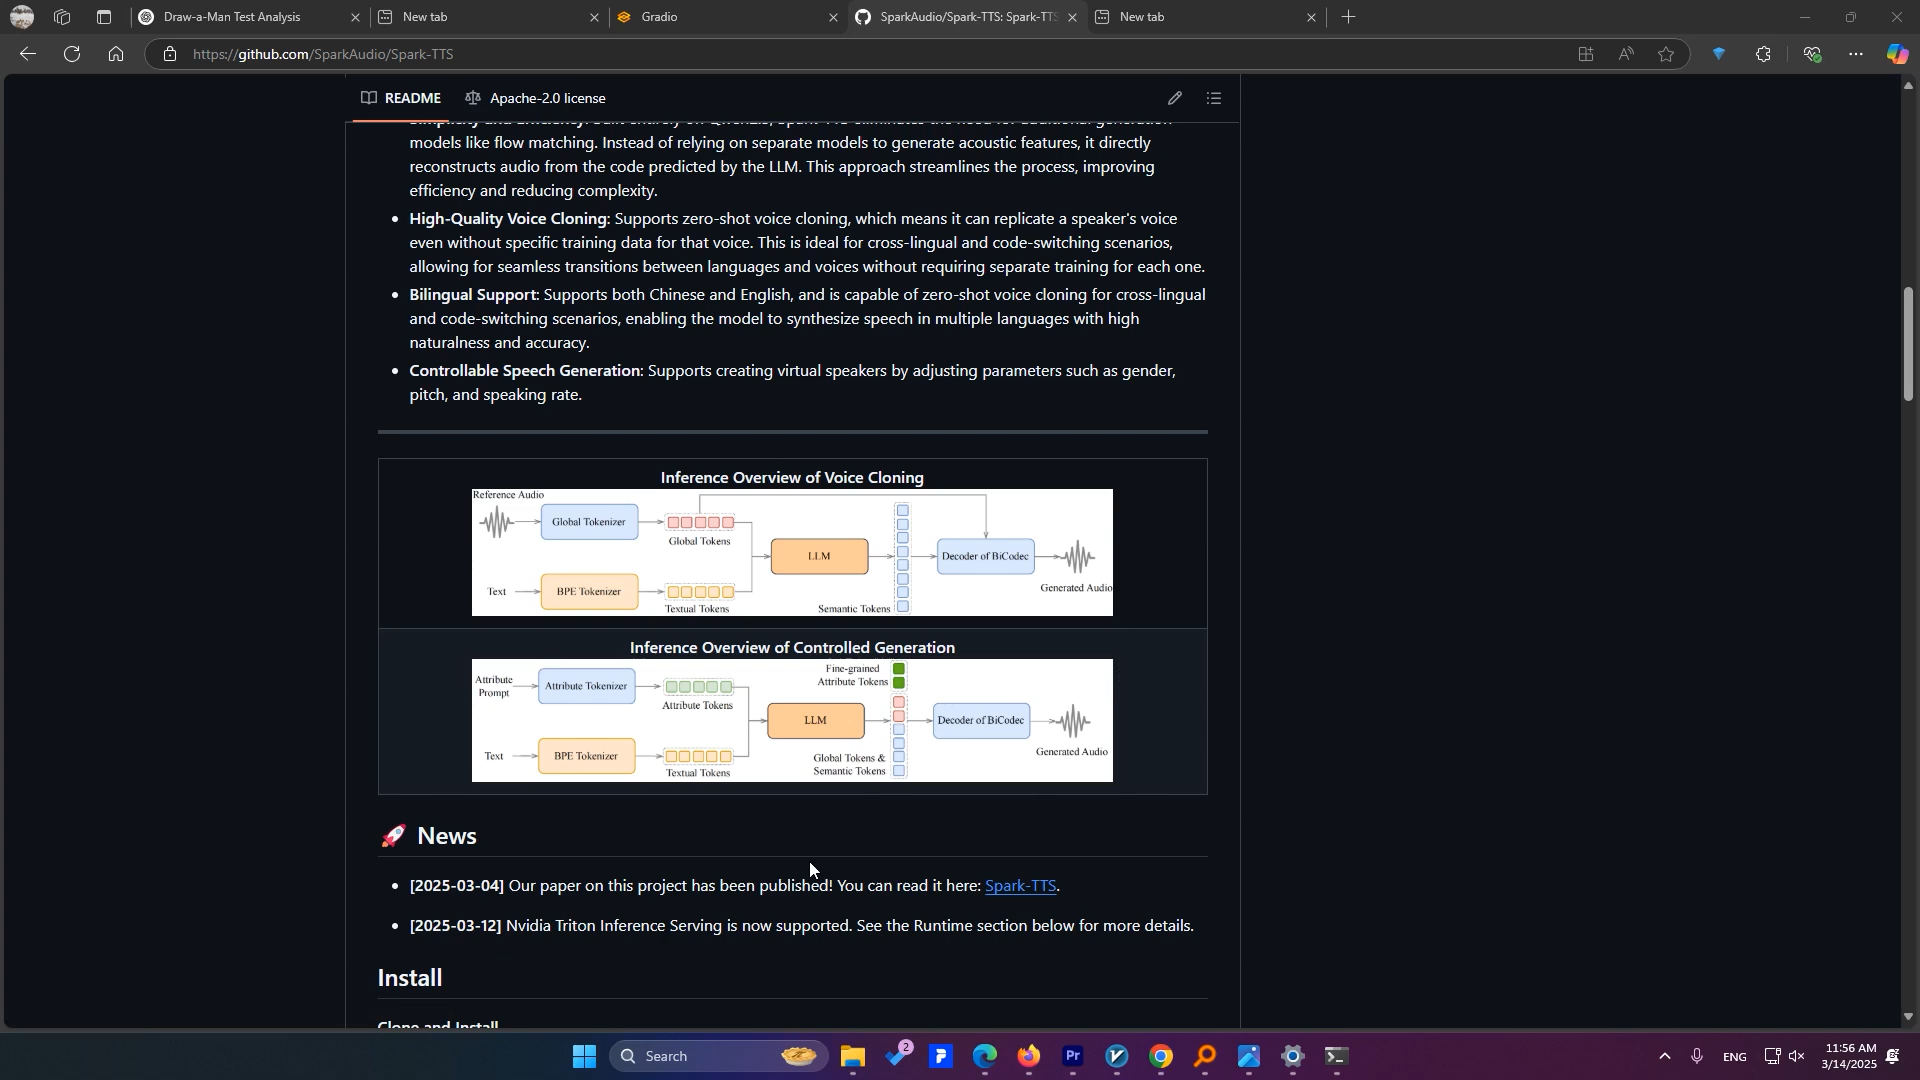 Draw-a-Man Test Analysis
New tab
Gradio
SparkAudio/Spark-TTS: Spark-TTS
New tab
https://github.com/SparkAudio/Spark-TTS
README
Apache-2.0 license
models like flow matching. Instead of relying on separate models to generate acoustic features, it directly
reconstructs audio from the code predicted by the LLM. This approach streamlines the process, improving
efficiency and reducing complexity.
High-Quality Voice Cloning: Supports zero-shot voice cloning, which means it can replicate a speaker's voice
even without specific training data for that voice. This is ideal for cross-lingual and code-switching scenarios,
allowing for seamless transitions between languages and voices without requiring separate training for each one.
Bilingual Support: Supports both Chinese and English, and is capable of zero-shot voice cloning for cross-lingual
and code-switching scenarios, enabling the model to synthesize speech in multiple languages with high
naturalness and accuracy.
Controllable Speech Generation: Supports creating virtual speakers by adjusting parameters such as gender,
pitch, and speaking rate.
Inference Overview of Voice Cloning
Reference Audio
Global Tokenizer
Global Tokens
LLM
Decoder of BiCodec
Generated Audio
Text
BPE Tokenizer
Textual Tokens
Semantic Tokens
Inference Overview of Controlled Generation
Fine-grained
Attribute Tokens
Attribute
Prompt
Attribute Tokenizer
Attribute Tokens
LLM
Decoder of BiCodec
Generated Audio
Text
BPE Tokenizer
Textual Tokens
Global Tokens &
Semantic Tokens
🚀 News
[2025-03-04] Our paper on this project has been published! You can read it here: Spark-TTS.
[2025-03-12] Nvidia Triton Inference Serving is now supported. See the Runtime section below for more details.
Install
Clone and Install
Search
2
Pr
ENG
11:56 AM
3/14/2025